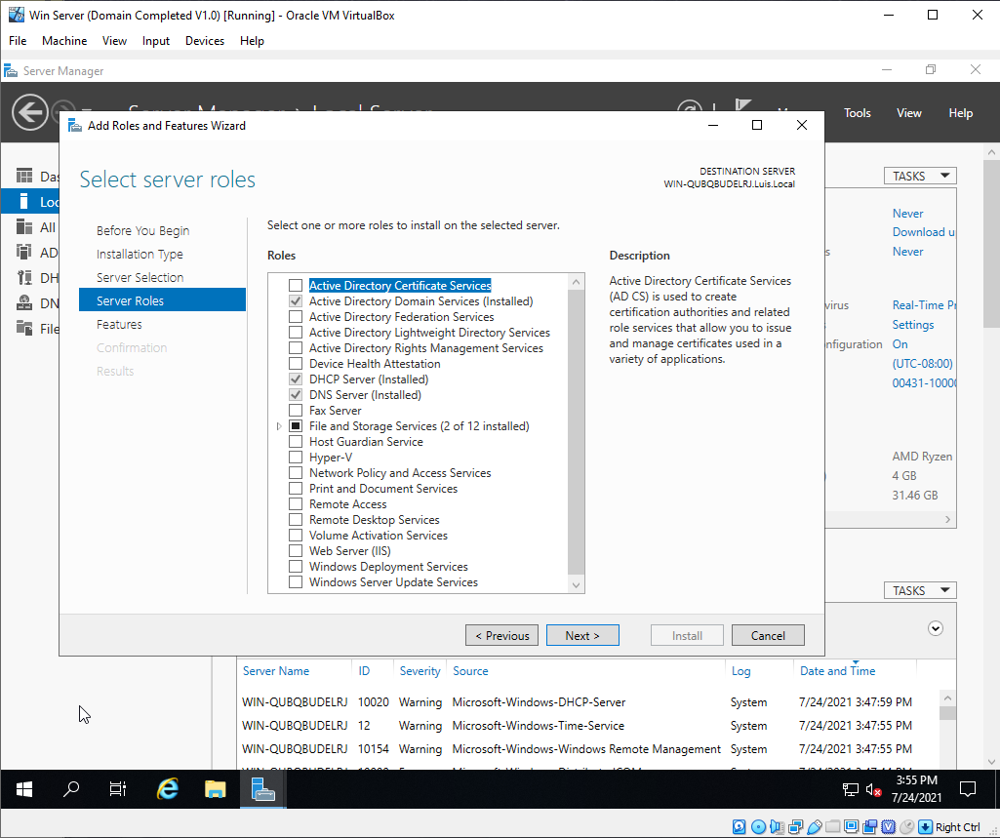 Win Server (Domain Completed V1.0) [Running] - Oracle VM VirtualBox
File Machine View Input Devices Help
Server Manager
Tools View Help
Add Roles and Features Wizard
Select server roles
DESTINATION SERVER
WIN-QUBQBUDELRJ.Luis.Local
Before You Begin
Installation Type
Server Selection
Server Roles
Features
Confirmation
Results
Select one or more roles to install on the selected server.
Roles
Active Directory Certificate Services
Active Directory Domain Services (Installed)
Active Directory Federation Services
Active Directory Lightweight Directory Services
Active Directory Rights Management Services
Device Health Attestation
DHCP Server (Installed)
DNS Server (Installed)
Fax Server
File and Storage Services (2 of 12 installed)
Host Guardian Service
Hyper-V
Network Policy and Access Services
Print and Document Services
Remote Access
Remote Desktop Services
Volume Activation Services
Web Server (IIS)
Windows Deployment Services
Windows Server Update Services
Description
Active Directory Certificate Services
(AD CS) is used to create
certification authorities and related
role services that allow you to issue
and manage certificates used in a
variety of applications.
< Previous Next > Install Cancel
Das
Loc
All
AD
DH
DN
File
TASKS
Never
Download u
Never
Real-Time Pr
Settings
On
(UTC-08:00)
00431-1000
AMD Ryzen
4 GB
31.46 GB
TASKS
Server Name ID Severity Source Log Date and Time
WIN-QUBQBUDELRJ 10020 Warning Microsoft-Windows-DHCP-Server System 7/24/2021 3:47:59 PM
WIN-QUBQBUDELRJ 12 Warning Microsoft-Windows-Time-Service System 7/24/2021 3:47:55 PM
WIN-QUBQBUDELRJ 10154 Warning Microsoft-Windows-Windows Remote Management System 7/24/2021 3:47:55 PM
3:55 PM
7/24/2021
Right Ctrl